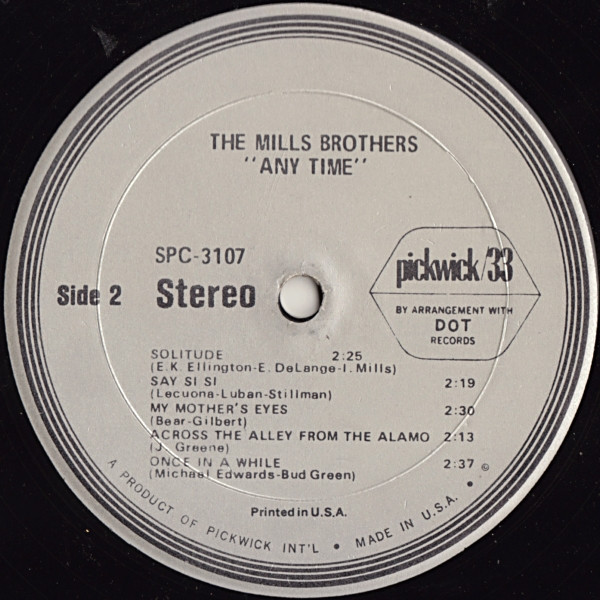 THE MILLS BROTHERS
"ANY TIME"
SPC-3107
Side 2 Stereo
pickwick/33
BY ARRANGEMENT WITH
DOT
RECORDS
SOLITUDE 2:25
(E.K. Ellington-E. DeLange-I. Mills)
SAY SI SI 2:19
(Lecuona-Luban-Stillman)
MY MOTHER'S EYES 2:30
(Bear-Gilbert)
ACROSS THE ALLEY FROM THE ALAMO 2:13
(J. Greene)
ONCE IN A WHILE 2:37 ©
(Michael Edwards-Bud Green)
Printed in U.S.A.
A PRODUCT OF PICKWICK INT'L • MADE IN U.S.A. •